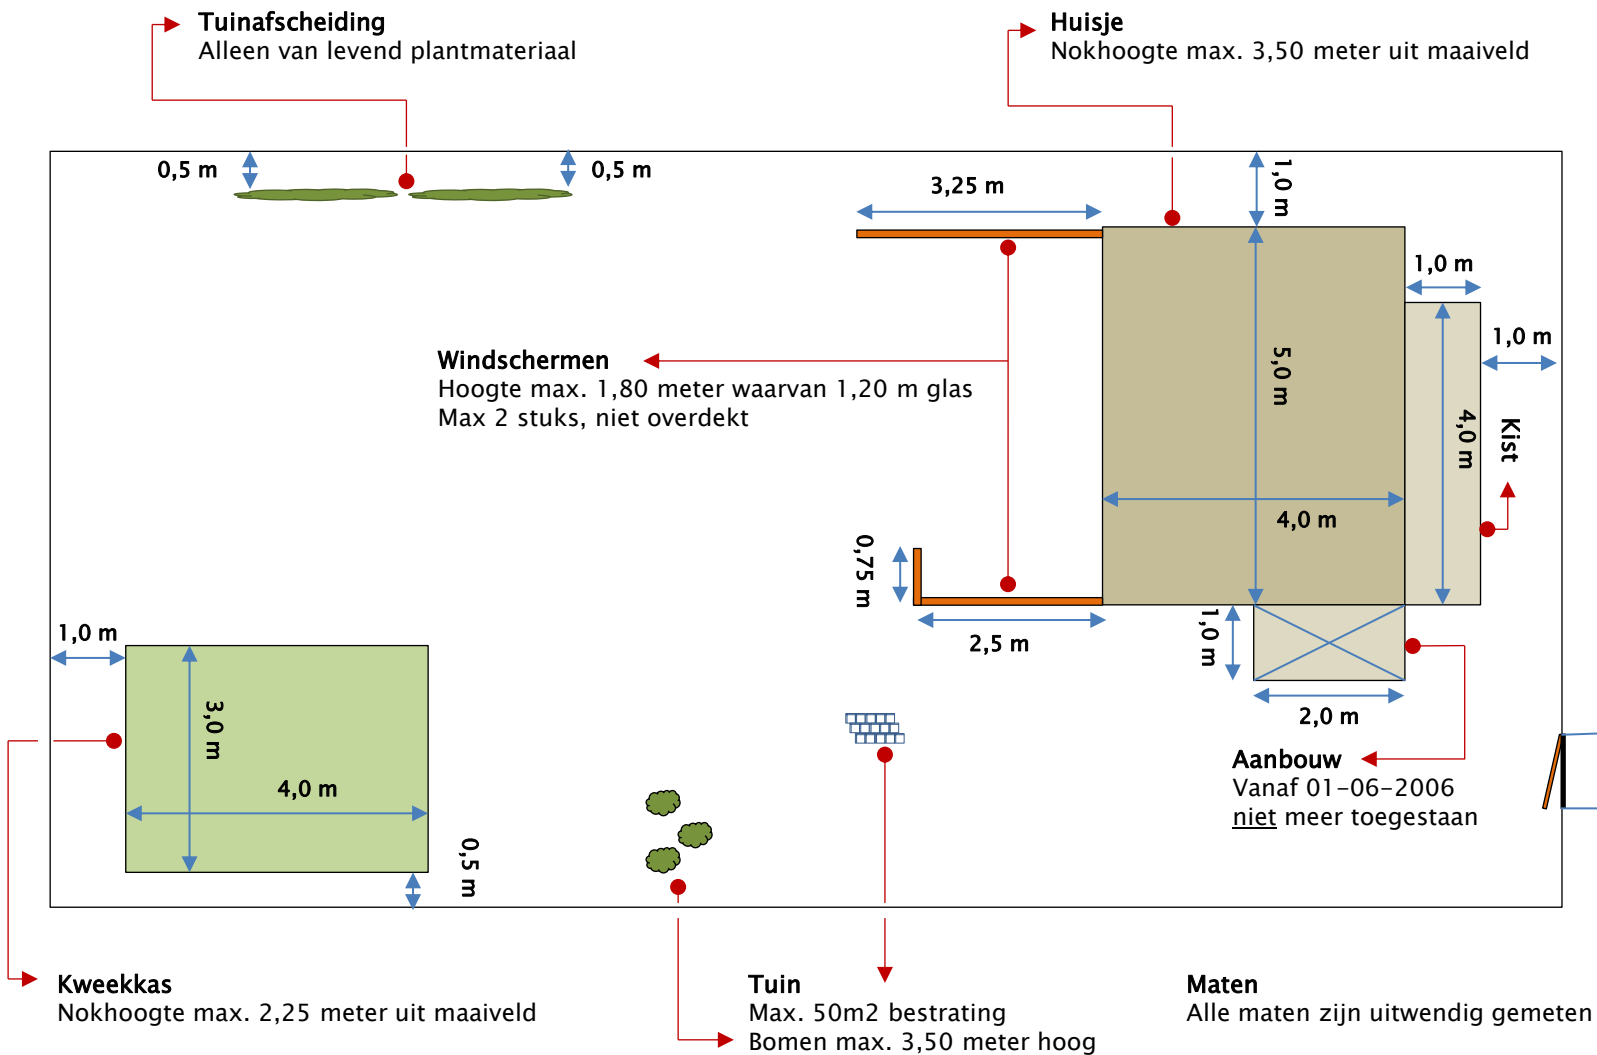 Tuinafscheiding
Alleen van levend plantmateriaal
Huisje
Nokhoogte max. 3,50 meter uit maaiveld
0,5 m
0,5 m
3,25 m
1,0 m
1,0 m
1,0 m
Windschermen
Hoogte max. 1,80 meter waarvan 1,20 m glas
Max 2 stuks, niet overdekt
5,0 m
4,0 m
Kist
4,0 m
0,75 m
2,5 m
1,0 m
2,0 m
1,0 m
3,0 m
4,0 m
0,5 m
Aanbouw
Vanaf 01-06-2006
niet meer toegestaan
Kweekkas
Nokhoogte max. 2,25 meter uit maaiveld
Tuin
Max. 50m2 bestrating
Bomen max. 3,50 meter hoog
Maten
Alle maten zijn uitwendig gemeten